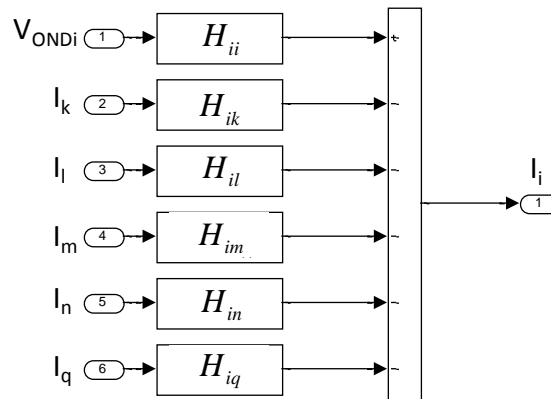 V_ONDi 1 H_ii +
I_k 2 H_ik -
I_l 3 H_il -
I_i
1
I_m 4 H_im -
I_n 5 H_in -
I_q 6 H_iq -